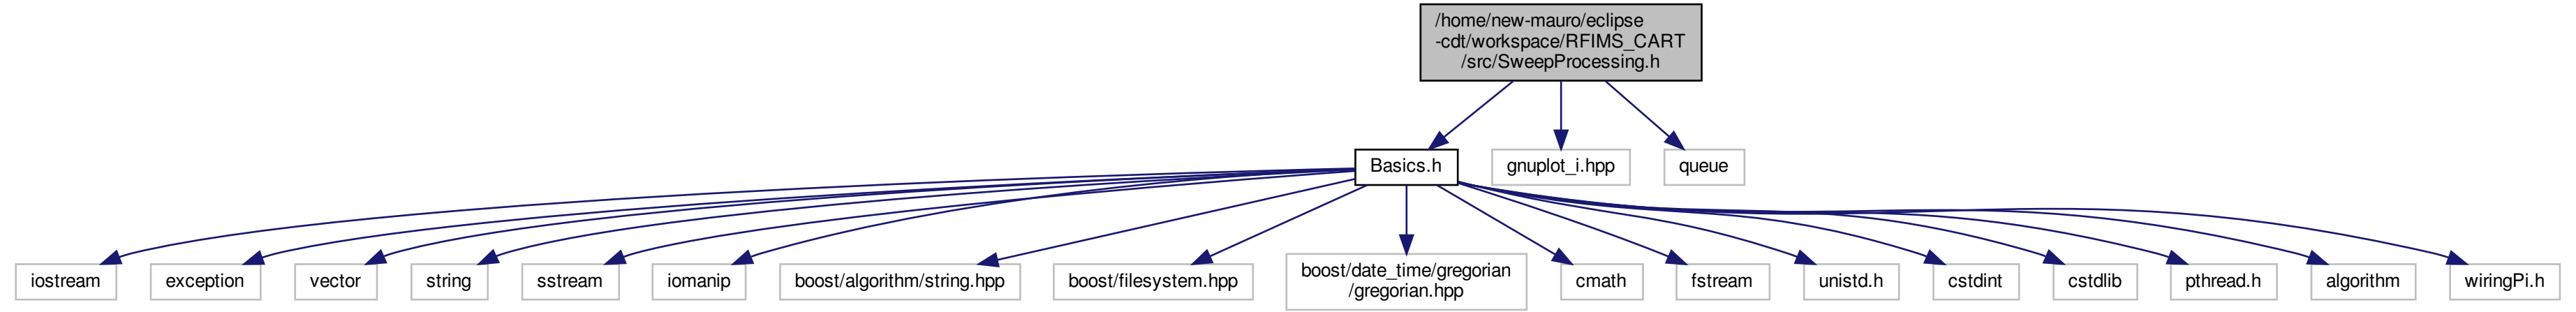 /home/new-mauro/eclipse
-cdt/workspace/RFIMS_CART
/src/SweepProcessing.h
Basics.h
gnuplot_i.hpp
queue
iostream
exception
vector
string
sstream
iomanip
boost/algorithm/string.hpp
boost/filesystem.hpp
boost/date_time/gregorian
/gregorian.hpp
cmath
fstream
unistd.h
cstdint
cstdlib
pthread.h
algorithm
wiringPi.h